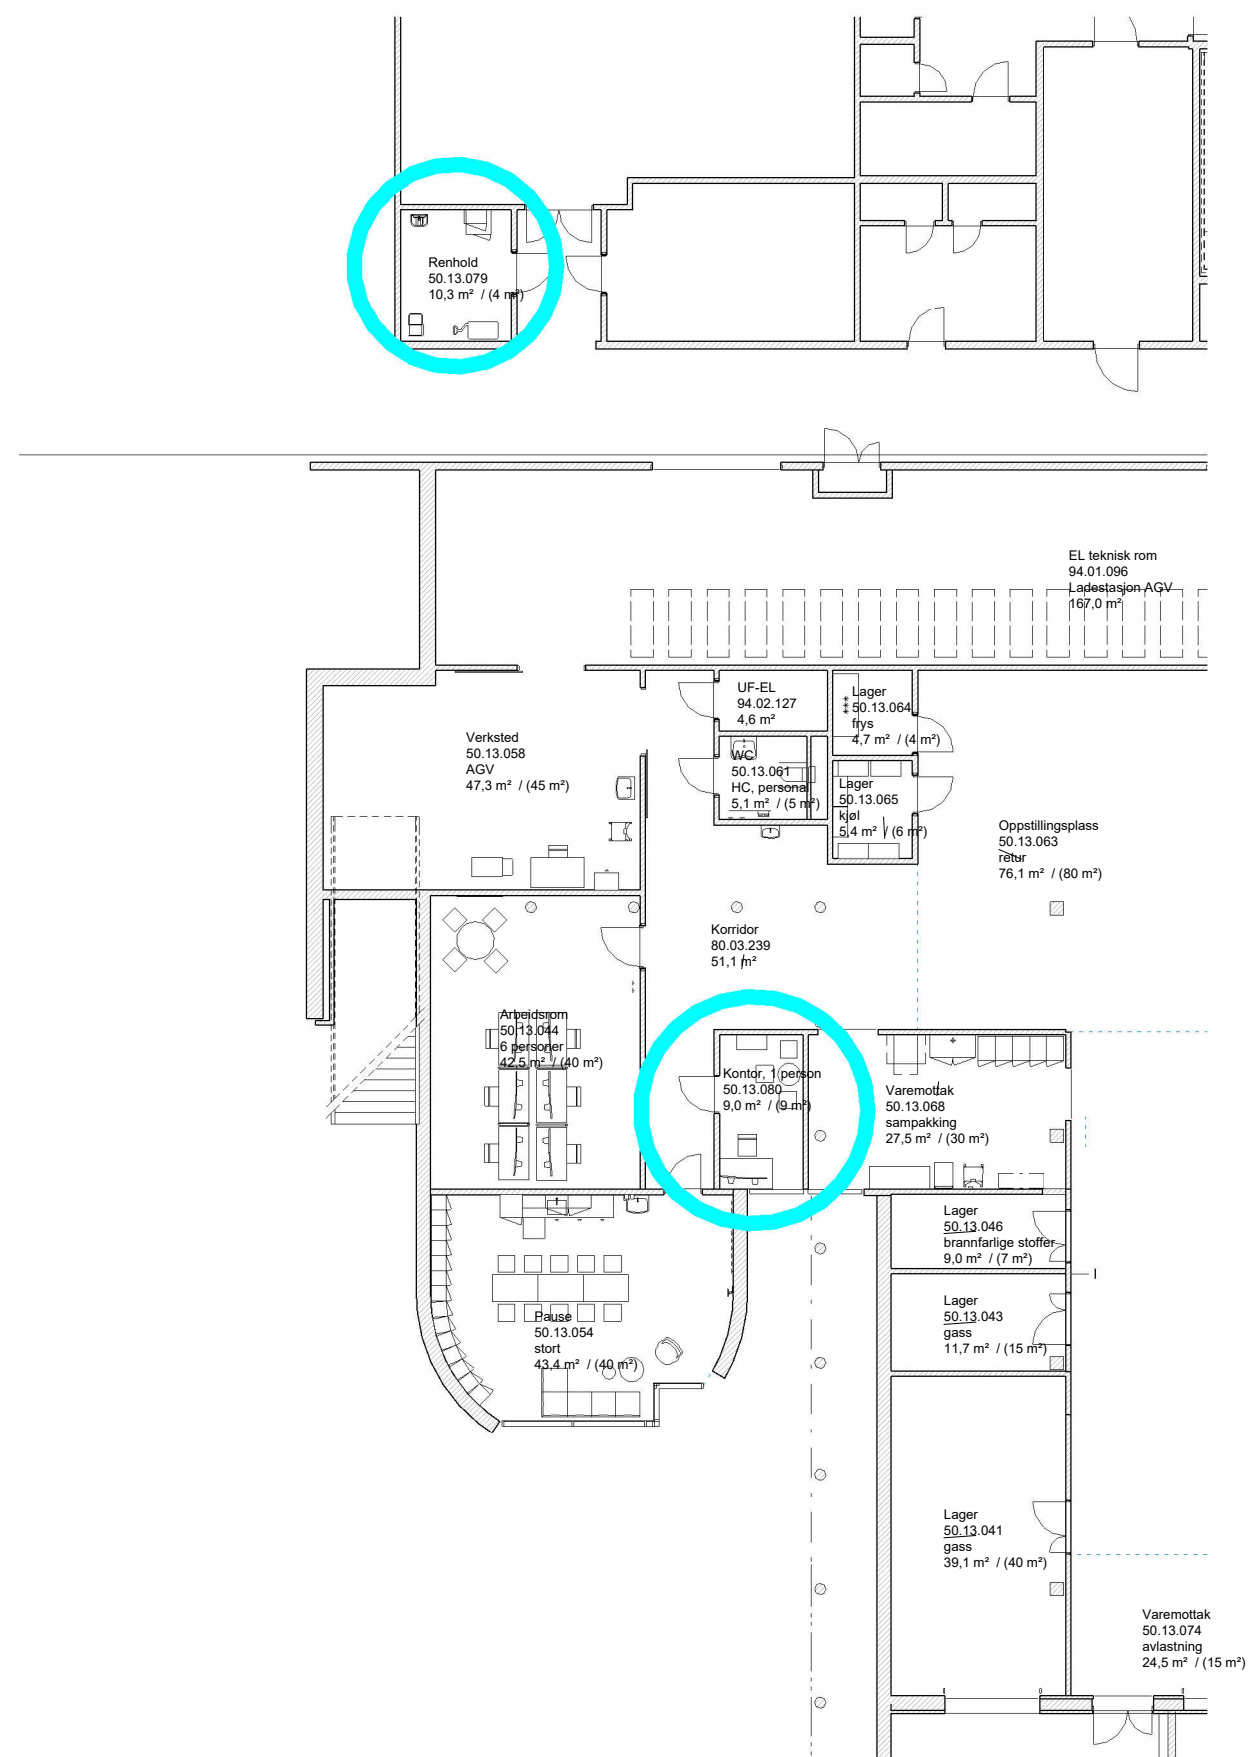 Renhold
50.13.079
10,3 m² / (4 m²)
EL teknisk rom
94.01.096
Ladestasjon AGV
167,0 m²
UF-EL
94.02.127
4,6 m²
Lager
50.13.064
frys
4,7 m² / (4 m²)
Verksted
50.13.058
AGV
47,3 m² / (45 m²)
WC
50.13.061
HC, personal
5,1 m² / (5 m²)
Lager
50.13.065
kjøl
5,4 m² / (6 m²)
Oppstillingsplass
50.13.063
retur
76,1 m² / (80 m²)
Korridor
80.03.239
51,1 m²
Arbeidsrom
50.13.044
6 personer
42,5 m² / (40 m²)
Kontor, 1 person
50.13.080
9,0 m² / (9 m²)
Varemottak
50.13.068
sampakking
27,5 m² / (30 m²)
Lager
50.13.046
brannfarlige stoffer
9,0 m² / (7 m²)
Lager
50.13.043
gass
11,7 m² / (15 m²)
Pause
50.13.054
stort
43,4 m² / (40 m²)
Lager
50.13.041
gass
39,1 m² / (40 m²)
Varemottak
50.13.074
avlastning
24,5 m² / (15 m²)